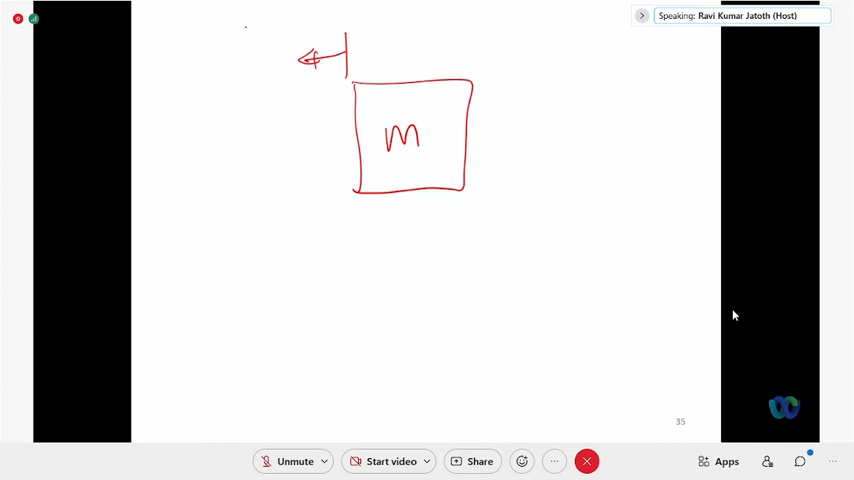 Speaking: Ravi Kumar Jatoth (Host)
m
35
Unmute
Start video
Share
Apps